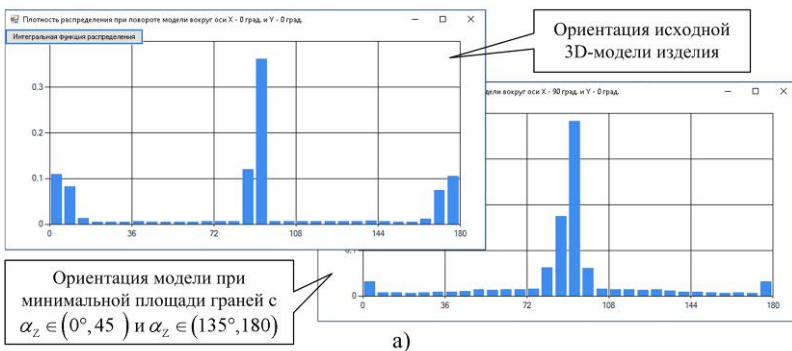 Плотность распределения при повороте модели вокруг оси X - 0 град. и Y - 0 град.
Интегральная функция распределения
0.3
0.2
0.1
0
0 36 72 108 144 180
Ориентация исходной
3D-модели изделия
дели вокруг оси X - 90 град. и Y - 0 град.
0.1
0
0 36 72 108 144 180
Ориентация модели при
минимальной площади граней с
α_Z ∈ (0°, 45 ) и α_Z ∈ (135°, 180)
а)